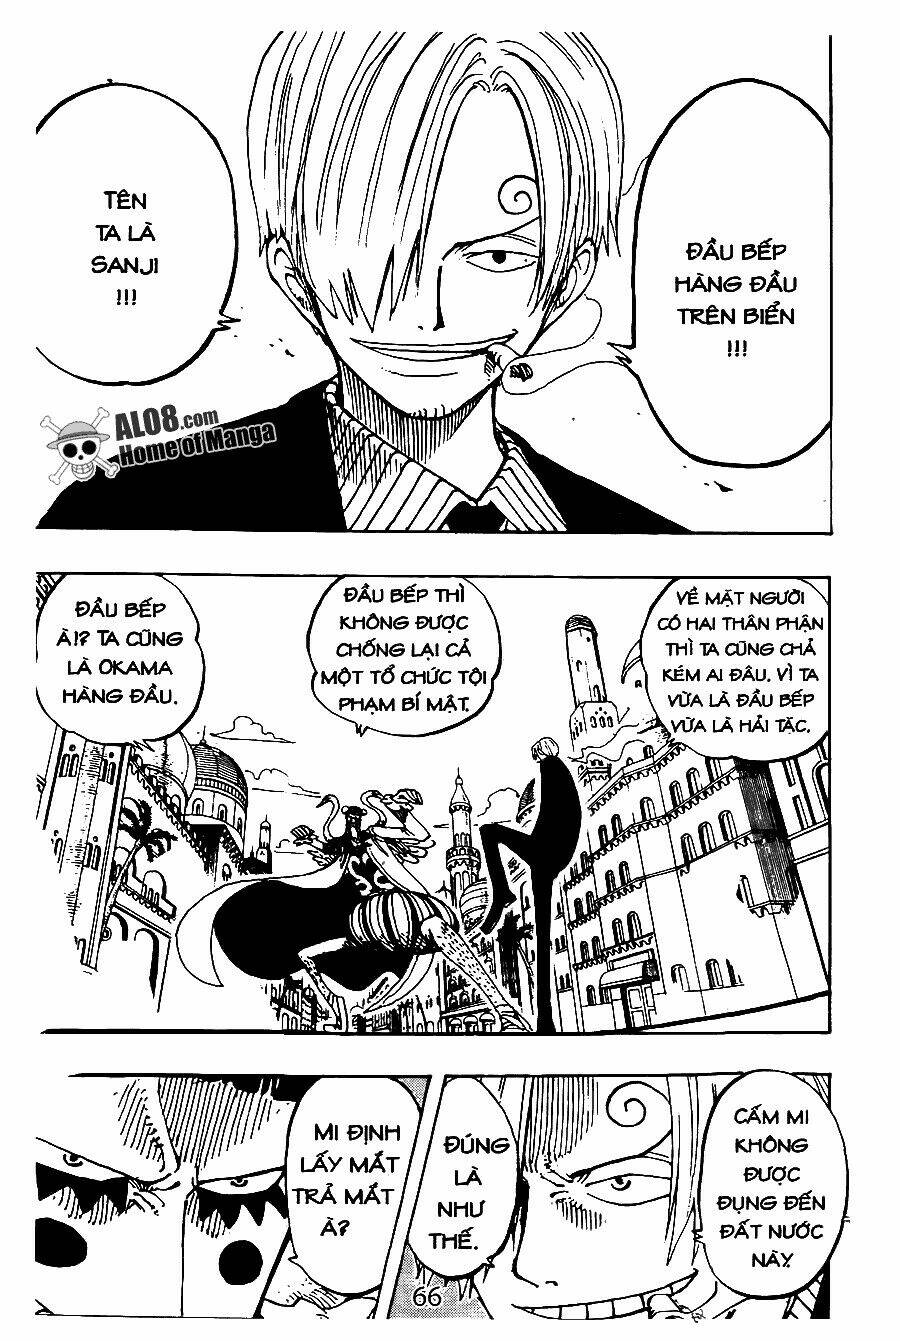 ĐẦU BẾP
HÀNG ĐẦU
TRÊN BIỂN
!!!
TÊN
TA LÀ
SANJI
!!!
AL08.com
Home of Manga
VỀ MẶT NGƯỜI
CÓ HAI THÂN PHẬN
THÌ TA CŨNG CHẢ
KÉM AI ĐÂU. VÌ TA
VỪA LÀ ĐẦU BẾP
VỪA LÀ HẢI TẶC.
ĐẦU BẾP THÌ
KHÔNG ĐƯỢC
CHỐNG LẠI CẢ
MỘT TỔ CHỨC TỘI
PHẠM BÍ MẬT.
ĐẦU BẾP
À!? TA CŨNG
LÀ OKAMA
HÀNG ĐẦU.
CẤM MI
KHÔNG
ĐƯỢC
ĐỤNG ĐẾN
ĐẤT NƯỚC
NÀY.
ĐÚNG
LÀ
NHƯ
THẾ.
MI ĐỊNH
LẤY MẮT
TRẢ MẮT
À?
66